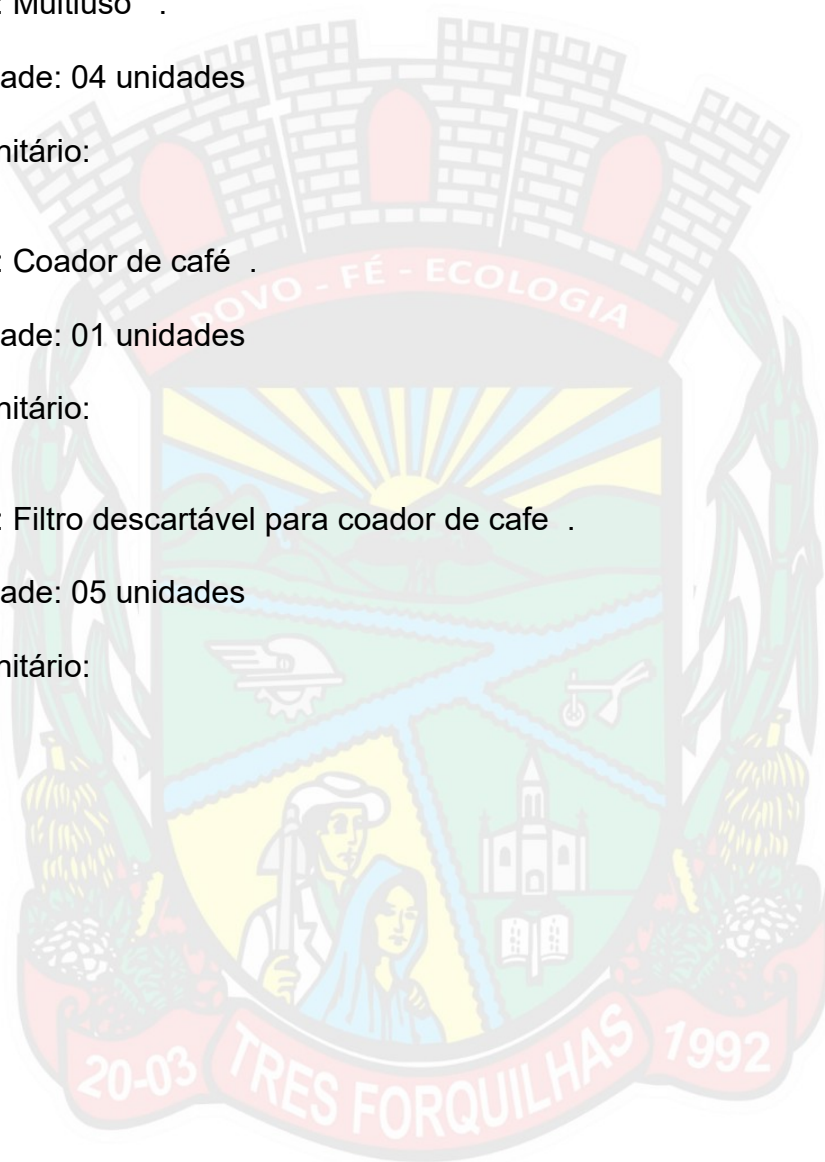 : Multiuso .
ade: 04 unidades
nitário:
: Coador de café .
ade: 01 unidades
nitário:
: Filtro descartável para coador de cafe .
ade: 05 unidades
nitário:
POVO - FÉ - ECOLOGIA
20-03 TRES FORQUILHAS 1992